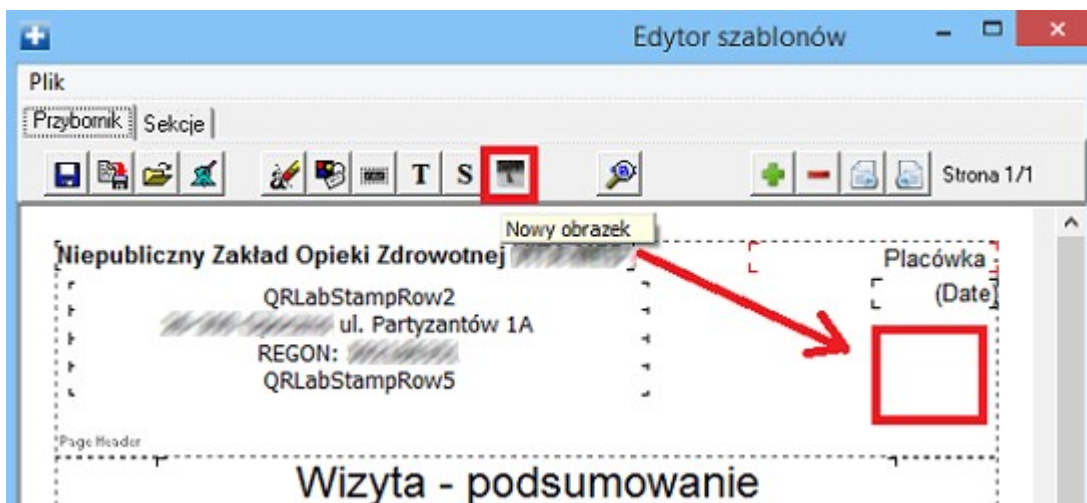 Edytor szablonów
Plik
Przybornik Sekcje
T S Strona 1/1
Nowy obrazek
Niepubliczny Zakład Opieki Zdrowotnej
Placówka
QRLabStampRow2 (Date)
ul. Partyzantów 1A
REGON:
QRLabStampRow5
Page Header
Wizyta - podsumowanie